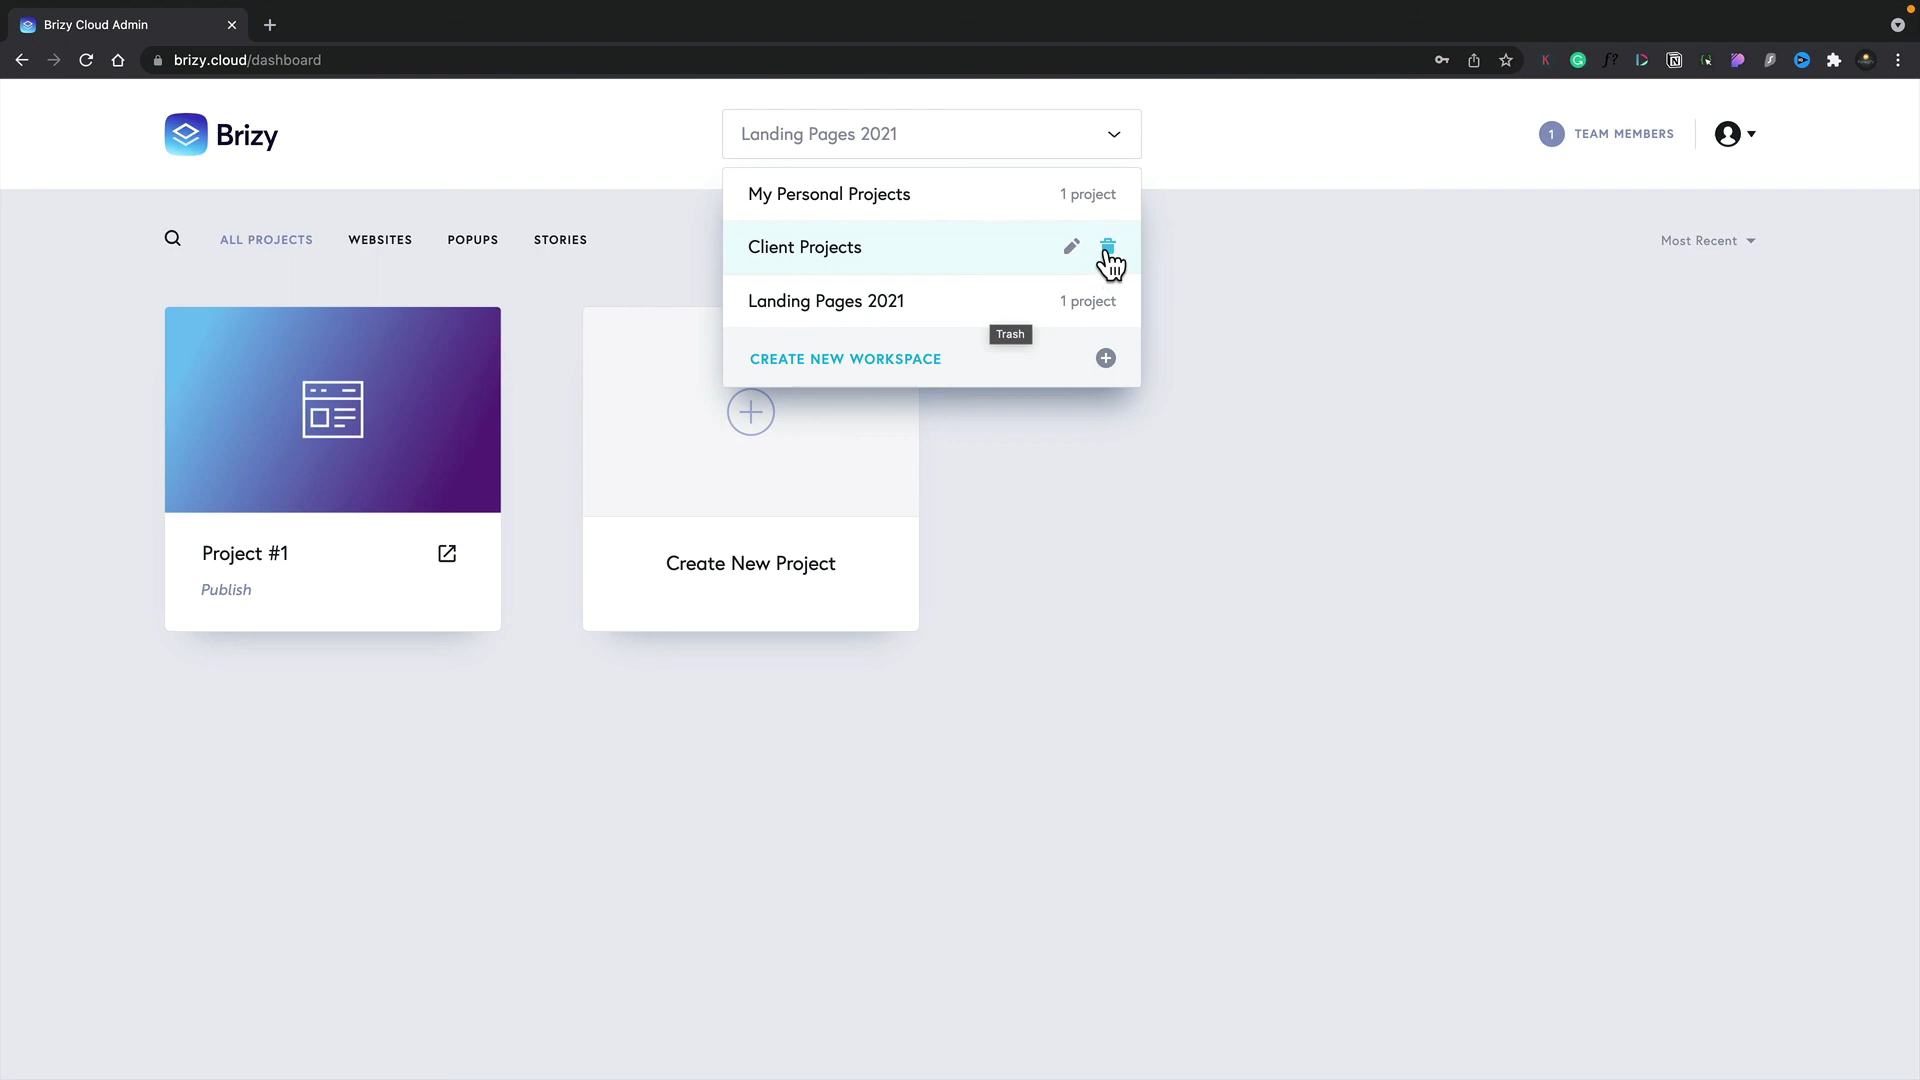 Brizy Cloud Admin
brizy.cloud/dashboard
Brizy
Landing Pages 2021
1 TEAM MEMBERS
My Personal Projects 1 project
ALL PROJECTS WEBSITES POPUPS STORIES
Client Projects
Most Recent
Landing Pages 2021 1 project
Trash
CREATE NEW WORKSPACE
Project #1
Publish
Create New Project